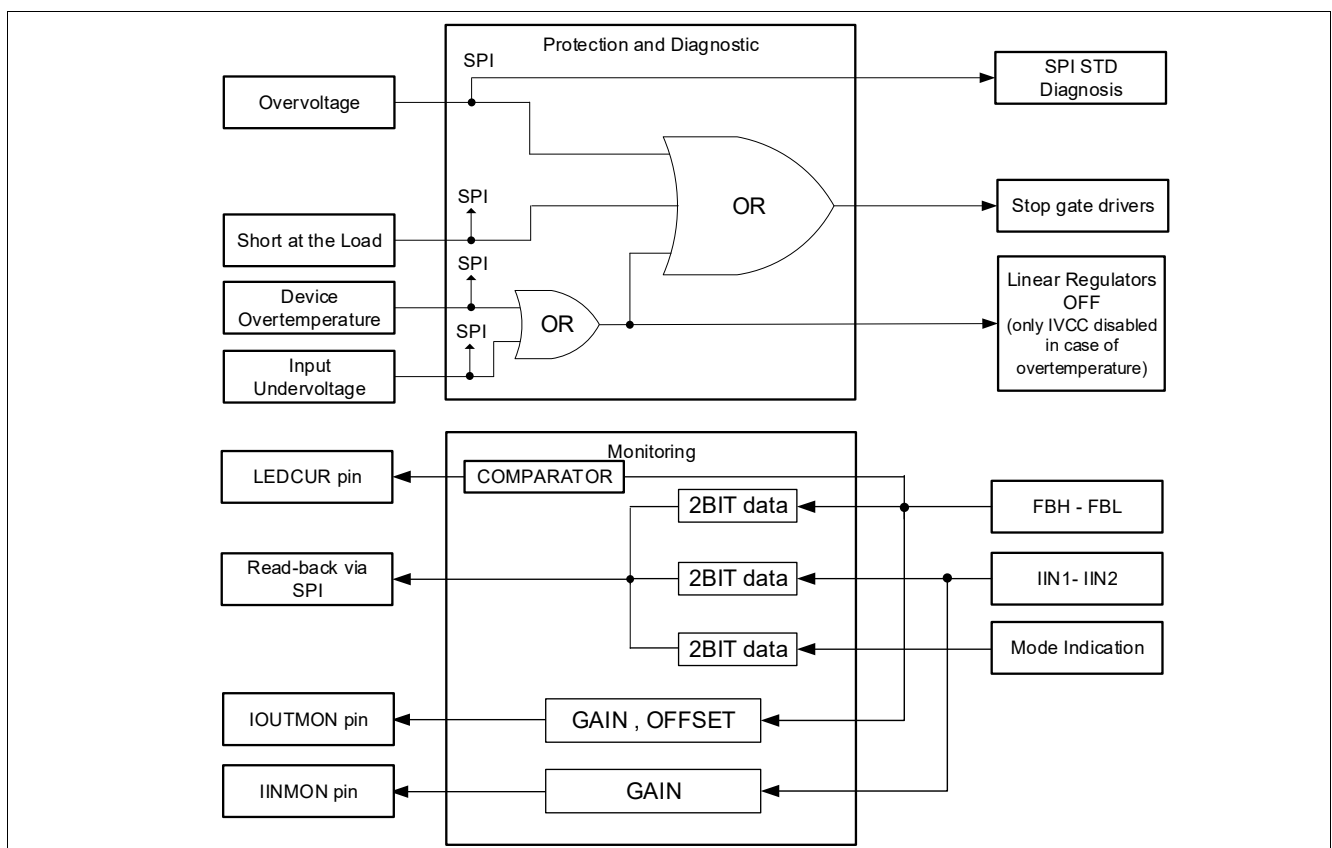 Protection and Diagnostic
SPI
SPI STD
Diagnosis
Overvoltage
SPI
OR
Stop gate drivers
Short at the Load
SPI
Device
Overtemperature
OR
Linear Regulators
OFF
(only IVCC disabled
in case of
overtemperature)
SPI
Input
Undervoltage
Monitoring
LEDCUR pin
COMPARATOR
2BIT data
FBH - FBL
Read-back via
SPI
2BIT data
IIN1- IIN2
2BIT data
Mode Indication
IOUTMON pin
GAIN , OFFSET
IINMON pin
GAIN